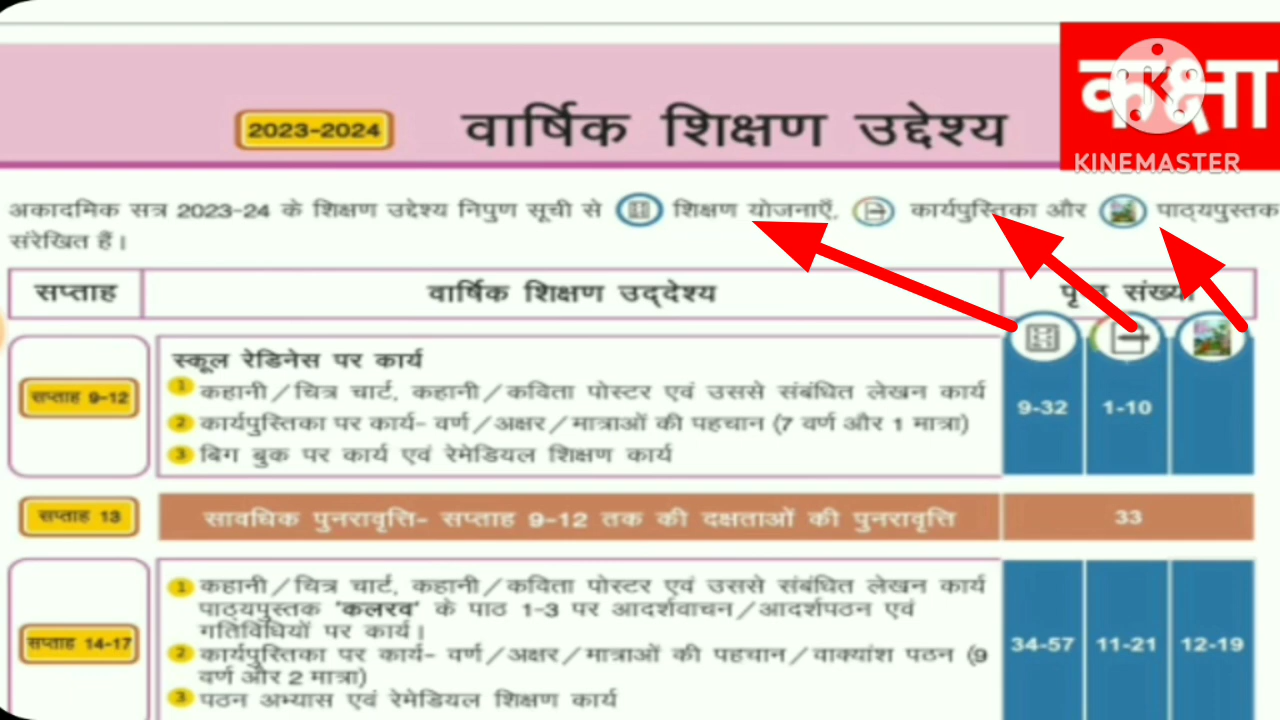 कक्षा
KINEMASTER
2023-2024 वार्षिक शिक्षण उद्देश्य
अकादमिक सत्र 2023-24 के शिक्षण उद्देश्य निपुण सूची से शिक्षण योजनाएँ, कार्यपुस्तिका और पाठ्यपुस्तक
संरेखित हैं।
सप्ताह वार्षिक शिक्षण उद्देश्य पृष्ठ संख्या
सप्ताह 9-12
स्कूल रेडिनेस पर कार्य
1 कहानी/चित्र चार्ट, कहानी/कविता पोस्टर एवं उससे संबंधित लेखन कार्य
2 कार्यपुस्तिका पर कार्य- वर्ण/अक्षर/मात्राओं की पहचान (7 वर्ण और 1 मात्रा)
3 बिग बुक पर कार्य एवं रेमेडियल शिक्षण कार्य
9-32 1-10
सप्ताह 13 सावधिक पुनरावृत्ति- सप्ताह 9-12 तक की दक्षताओं की पुनरावृत्ति 33
सप्ताह 14-17
1 कहानी/चित्र चार्ट, कहानी/कविता पोस्टर एवं उससे संबंधित लेखन कार्य
पाठ्यपुस्तक 'कलरव' के पाठ 1-3 पर आदर्शवाचन/आदर्शपठन एवं
गतिविधियों पर कार्य।
2 कार्यपुस्तिका पर कार्य- वर्ण/अक्षर/मात्राओं की पहचान/वाक्यांश पठन (9
वर्ण और 2 मात्रा)
3 पठन अभ्यास एवं रेमेडियल शिक्षण कार्य
34-57 11-21 12-19